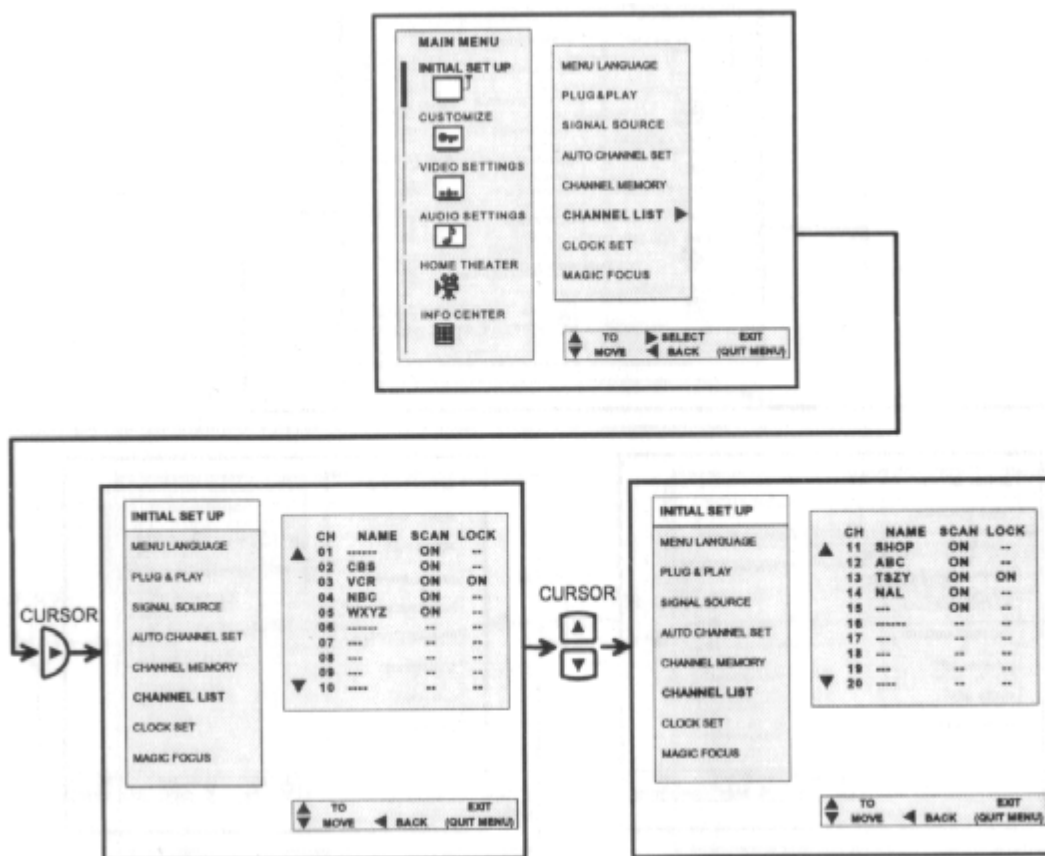 MAIN MENU
INITIAL SET UP
CUSTOMIZE
VIDEO SETTINGS
AUDIO SETTINGS
HOME THEATER
INFO CENTER
MENU LANGUAGE
PLUG&PLAY
SIGNAL SOURCE
AUTO CHANNEL SET
CHANNEL MEMORY
CHANNEL LIST ▶
CLOCK SET
MAGIC FOCUS
▲ TO ▶ SELECT EXIT
▼ MOVE ◀ BACK (QUIT MENU)
CURSOR
▶
INITIAL SET UP
MENU LANGUAGE
PLUG & PLAY
SIGNAL SOURCE
AUTO CHANNEL SET
CHANNEL MEMORY
CHANNEL LIST
CLOCK SET
MAGIC FOCUS
CH NAME SCAN LOCK
▲ 01 ------ ON --
02 CBS ON --
03 VCR ON ON
04 NBC ON --
05 WXYZ ON --
06 ------ -- --
07 --- -- --
08 --- -- --
09 --- -- --
▼ 10 ---- -- --
▲ TO EXIT
▼ MOVE ◀ BACK (QUIT MENU)
CURSOR
▲
▼
INITIAL SET UP
MENU LANGUAGE
PLUG & PLAY
SIGNAL SOURCE
AUTO CHANNEL SET
CHANNEL MEMORY
CHANNEL LIST
CLOCK SET
MAGIC FOCUS
CH NAME SCAN LOCK
▲ 11 SHOP ON --
12 ABC ON --
13 TSZY ON ON
14 NAL ON --
15 --- ON --
16 ------ -- --
17 --- -- --
18 --- -- --
19 --- -- --
▼ 20 ---- -- --
▲ TO EXIT
▼ MOVE ◀ BACK (QUIT MENU)